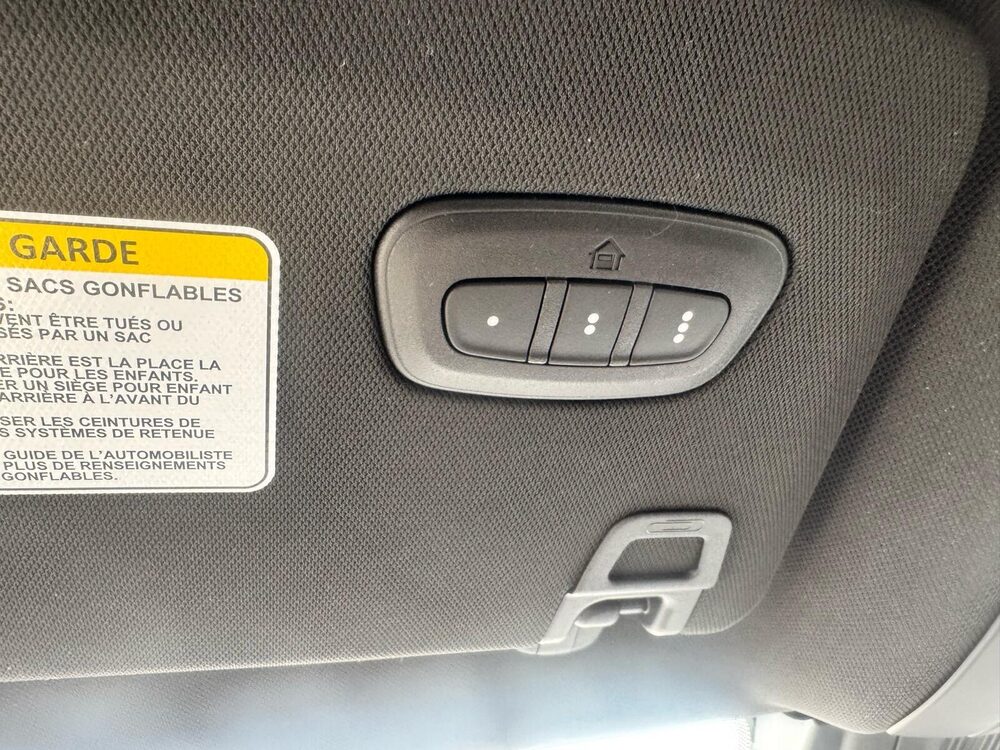 GARDE
SACS GONFLABLES
S:
VENT ÊTRE TUÉS OU
SÉS PAR UN SAC
RRIÈRE EST LA PLACE LA
E POUR LES ENFANTS.
ER UN SIÈGE POUR ENFANT
ARRIÈRE À L'AVANT DU
SER LES CEINTURES DE
S SYSTÈMES DE RETENUE
GUIDE DE L'AUTOMOBILISTE
PLUS DE RENSEIGNEMENTS
GONFLABLES.